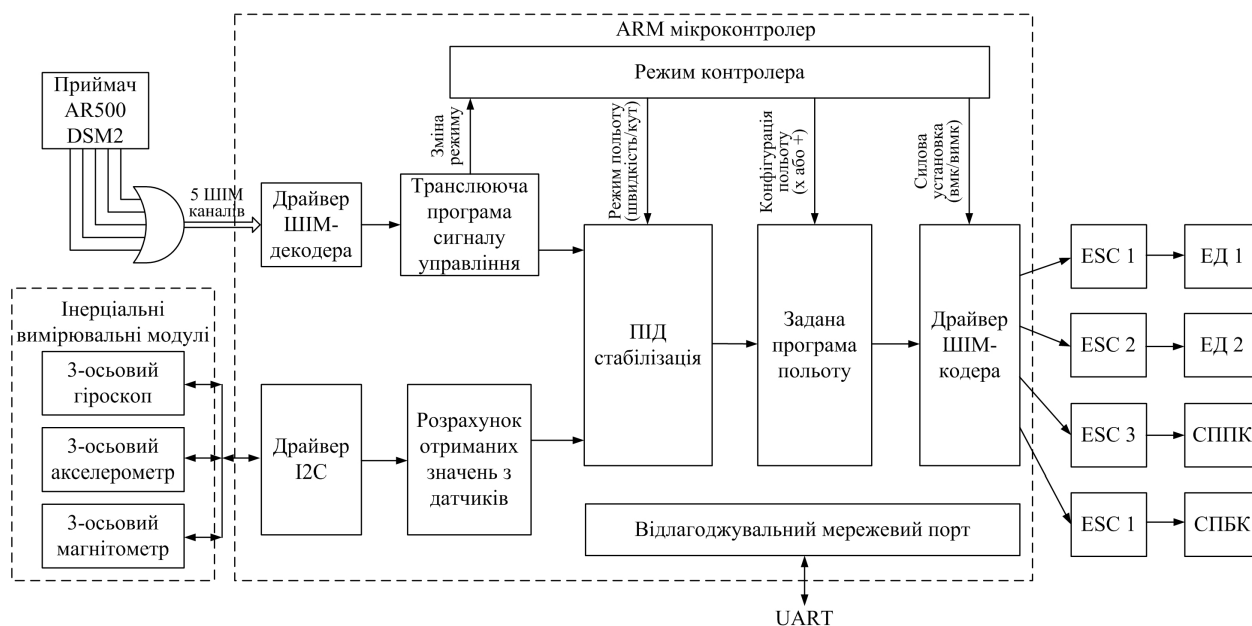 ARM мікроконтролер
Режим контролера
Приймач
AR500
DSM2
5 ШІМ
каналів
Драйвер
ШІМ-
декодера
Зміна
режиму
Транслююча
програма
сигналу
управління
Режим польоту
(швидкість/кут)
Конфігурація
польоту
(х або +)
Силова
установка
(вмк/вимк)
Інерціальні
вимірювальні модулі
3-осьовий
гіроскоп
3-осьовий
акселерометр
3-осьовий
магнітометр
Драйвер
I2C
Розрахунок
отриманих
значень з
датчиків
ПІД
стабілізація
Задана
програма
польоту
Драйвер
ШІМ-
кодера
ESC 1
ЕД 1
ESC 2
ЕД 2
ESC 3
СППК
ESC 1
СПБК
Відлагоджувальний мережевий порт
UART